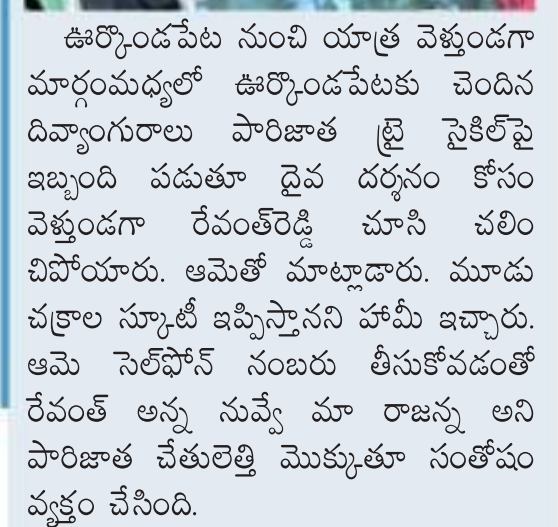 ఊర్కొండపేట నుంచి యాత్ర వెళ్తుండగా
మార్గంమధ్యలో ఊర్కొండపేటకు చెందిన
దివ్యాంగురాలు పారిజాత ట్రై సైకిల్‌పై
ఇబ్బంది పడుతూ దైవ దర్శనం కోసం
వెళ్తుండగా రేవంత్‌రెడ్డి చూసి చలిం
చిపోయారు. ఆమెతో మాట్లాడారు. మూడు
చక్రాల స్కూటీ ఇప్పిస్తానని హామీ ఇచ్చారు.
ఆమె సెల్‌ఫోన్ నంబరు తీసుకోవడంతో
రేవంత్ అన్న నువ్వే మా రాజన్న అని
పారిజాత చేతులెత్తి మొక్కుతూ సంతోషం
వ్యక్తం చేసింది.